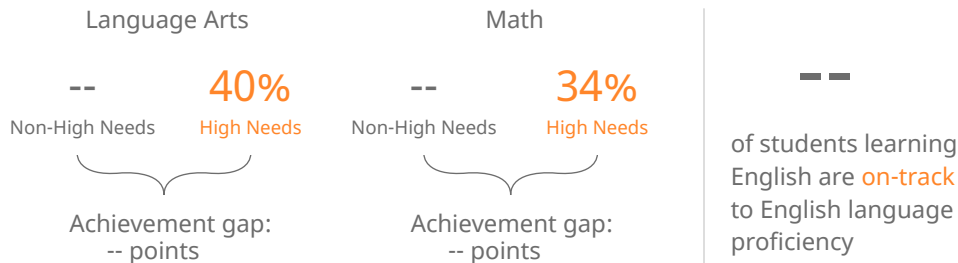 Language Arts
--
40%
Non-High Needs
High Needs
Achievement gap:
-- points
Math
--
34%
Non-High Needs
High Needs
Achievement gap:
-- points
--
of students learning
English are on-track
to English language
proficiency